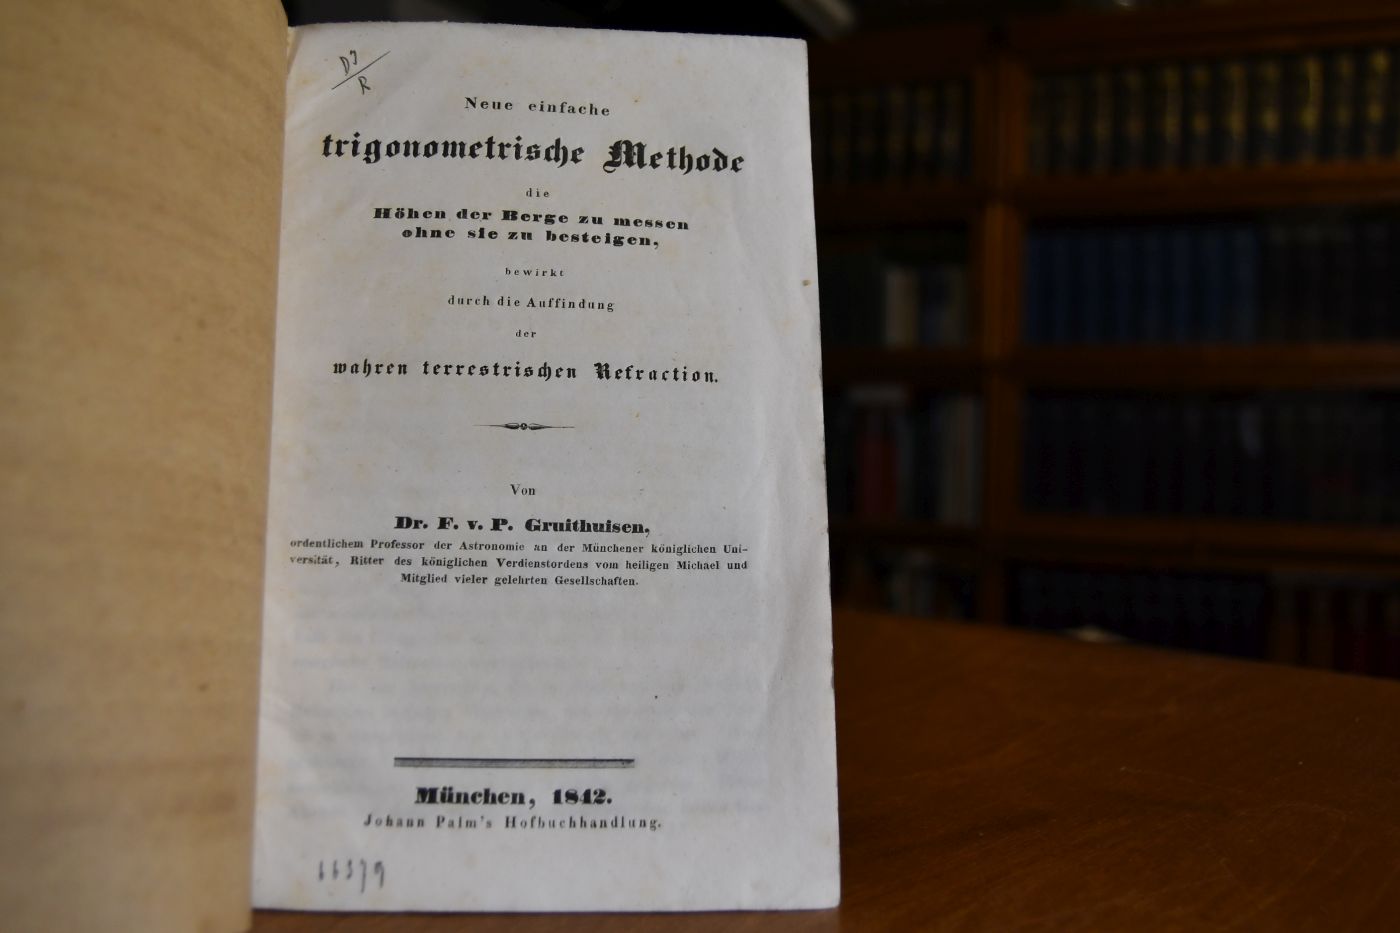 DJ
R
Neue einfache
trigonometrische Methode
die
Höhen der Berge zu messen
ohne sie zu besteigen,
bewirkt
durch die Auffindung
der
wahren terrestrischen Refraction.
Von
Dr. F. v. P. Gruithuisen,
ordentlichem Professor der Astronomie an der Münchener königlichen Uni-
versität, Ritter des königlichen Verdienstordens vom heiligen Michael und
Mitglied vieler gelehrten Gesellschaften.
München, 1842.
Johann Palm's Hofbuchhandlung.
66379